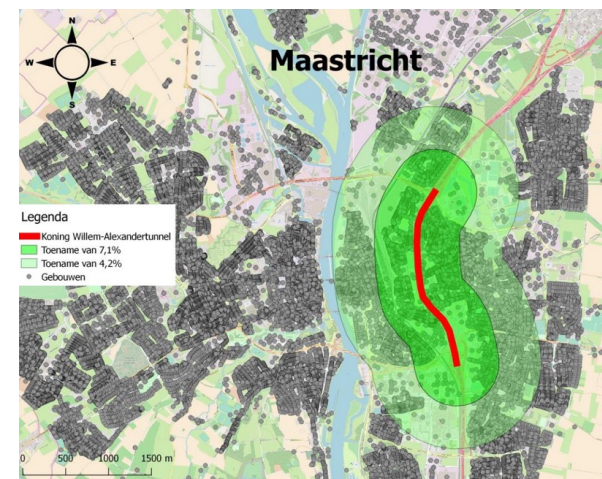 Maastricht
N
W E
S
Legenda
Koning Willem-Alexandertunnel
Toename van 7,1%
Toename van 4,2%
Gebouwen
0 500 1000 1500 m